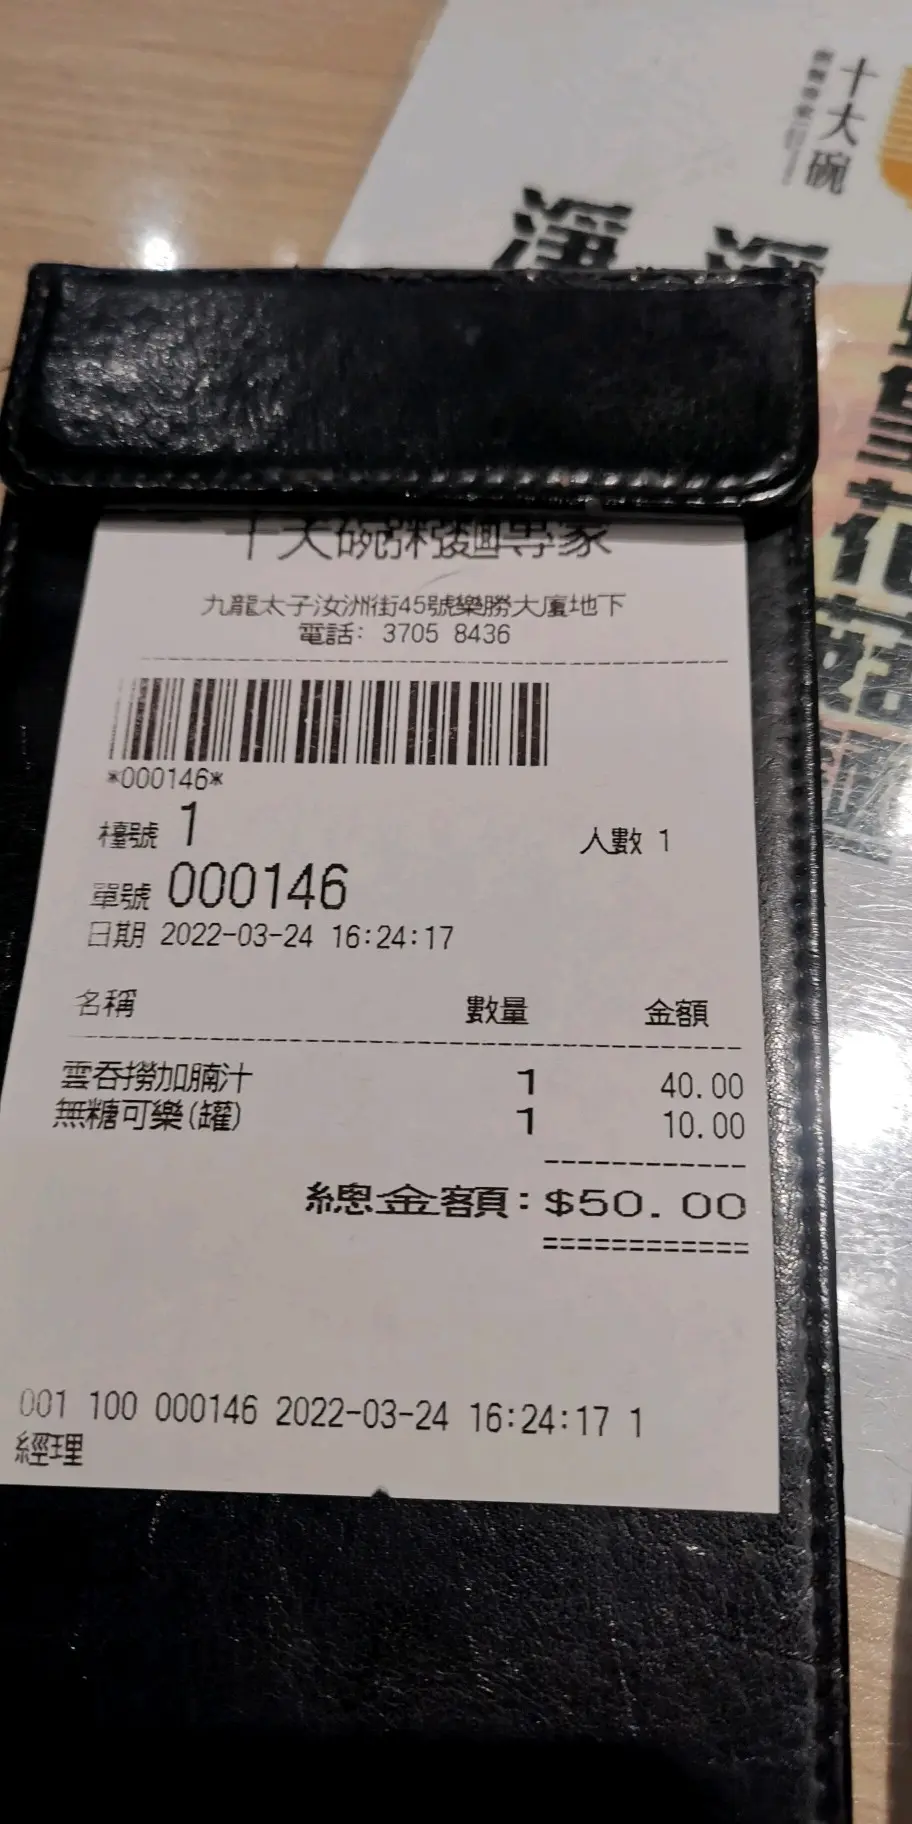 十大碗
淨
十大碗粥麵專家
九龍太子汝洲街45號樂勝大廈地下
電話: 3705 8436
*000146*
檯號 1 人數 1
單號 000146
日期 2022-03-24 16:24:17
名稱 數量 金額
雲吞撈加腩汁 1 40.00
無糖可樂(罐) 1 10.00
總金額:$50.00
001 100 000146 2022-03-24 16:24:17 1
經理